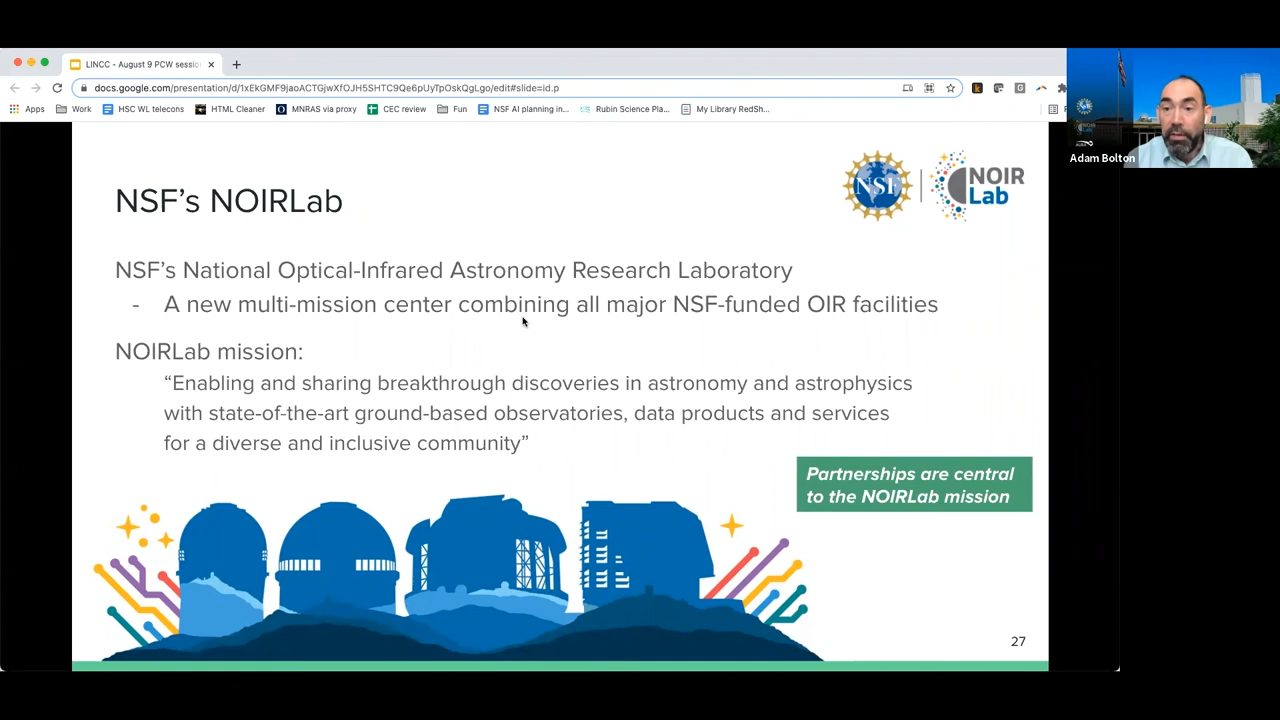 LINCC - August 9 PCW sessio
docs.google.com/presentation/d/1xEkGMF9jaoACTGjwXfOJH5SHTC9Qe6pUyTpOskQgLgo/edit#slide=id.p
Apps Work HSC WL telecons HTML Cleaner MNRAS via proxy CEC review Fun NSF AI planning in... Rubin Science Pla... My Library RedSh...
Adam Bolton
NSF
NOIR
Lab
NSF’s NOIRLab
NSF’s National Optical-Infrared Astronomy Research Laboratory
- A new multi-mission center combining all major NSF-funded OIR facilities
NOIRLab mission:
“Enabling and sharing breakthrough discoveries in astronomy and astrophysics
with state-of-the-art ground-based observatories, data products and services
for a diverse and inclusive community”
Partnerships are central
to the NOIRLab mission
27